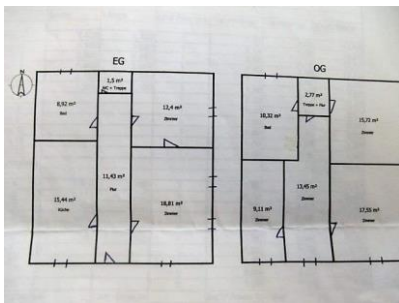 EG
1,5 m²
WC + Treppe
8,92 m²
Bad
13,4 m²
Zimmer
15,44 m²
Küche
11,43 m²
Flur
18,81 m²
Zimmer
OG
N
10,32 m²
Bad
2,77 m²
Treppe + Flur
15,72 m²
Zimmer
9,11 m²
Zimmer
13,45 m²
Zimmer
17,55 m²
Zimmer